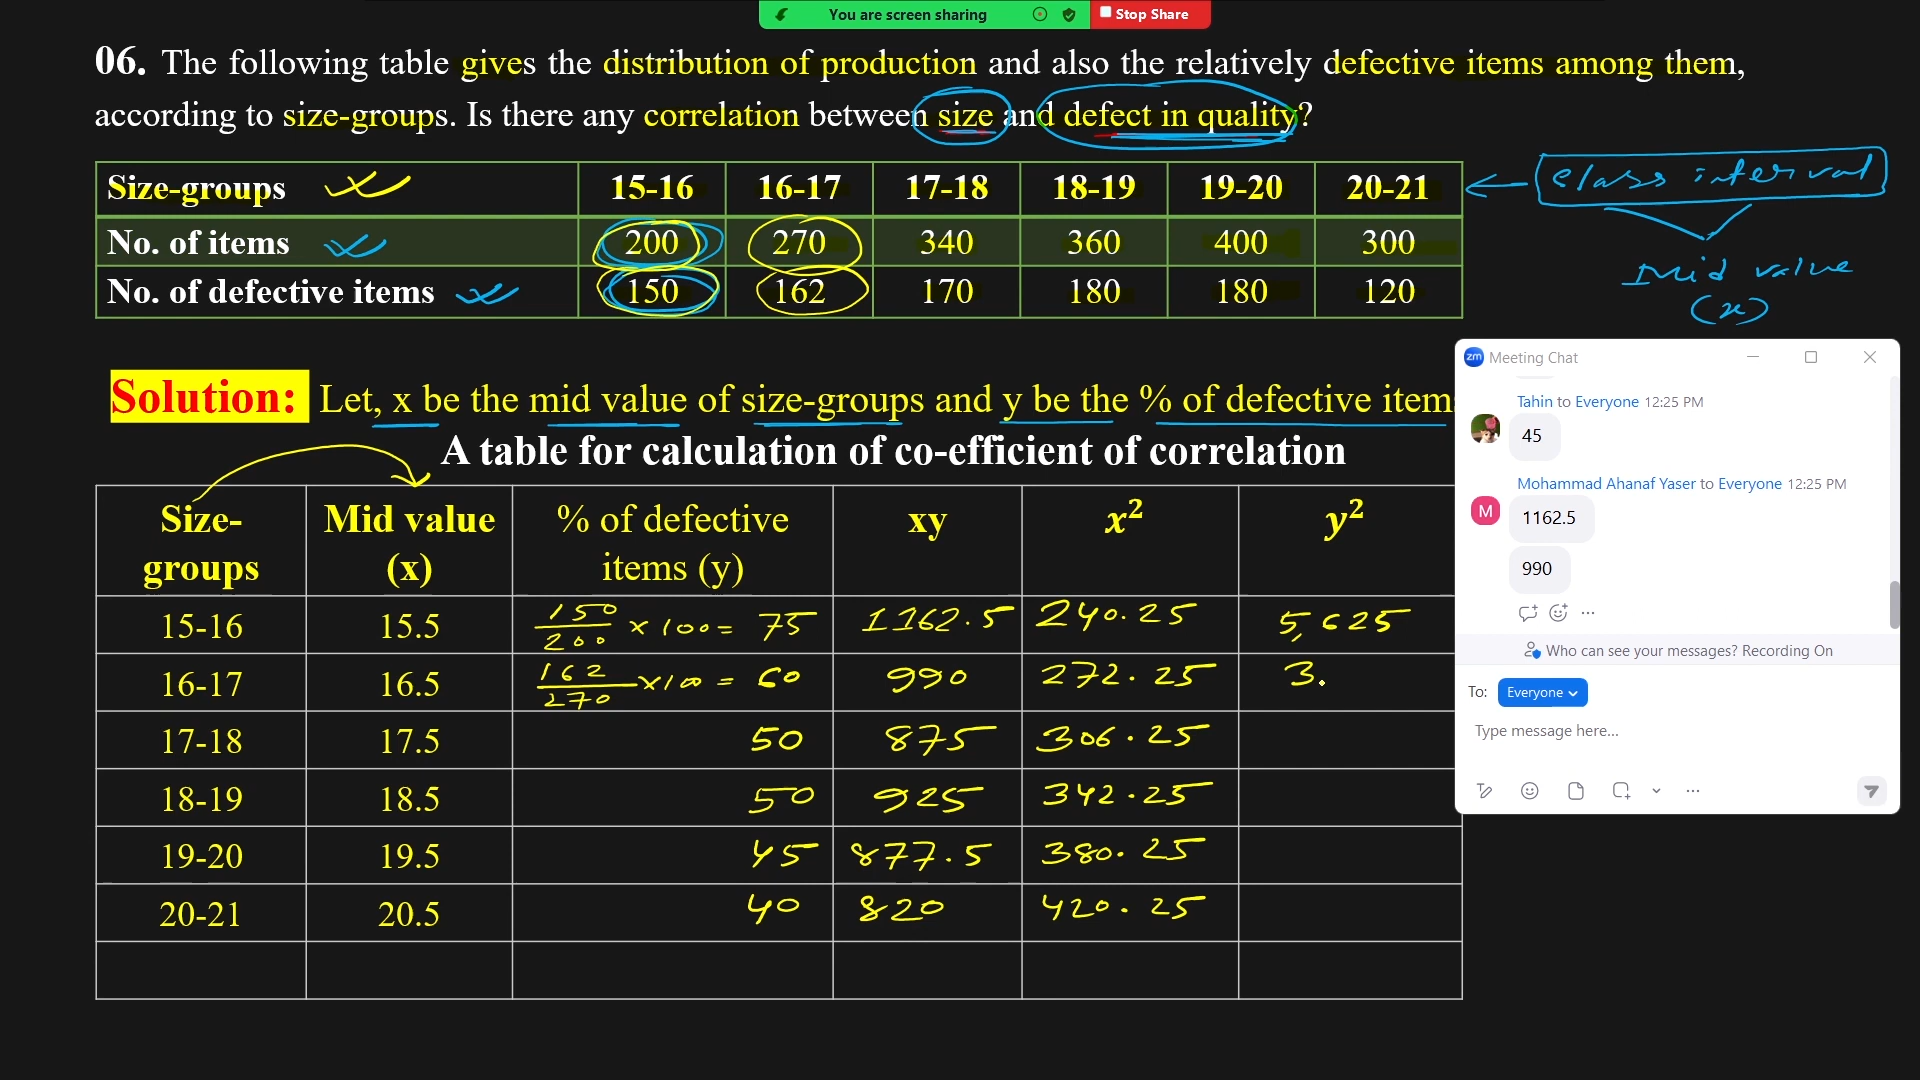 You are screen sharing
Stop Share
06. The following table gives the distribution of production and also the relatively defective items among them,
according to size-groups. Is there any correlation between size and defect in quality?
Size-groups 15-16 16-17 17-18 18-19 19-20 20-21
No. of items 200 270 340 360 400 300
No. of defective items 150 162 170 180 180 120
class interval
Mid value
(x)
Solution: Let, x be the mid value of size-groups and y be the % of defective item
A table for calculation of co-efficient of correlation
Size-groups Mid value (x) % of defective items (y) xy x² y²
15-16 15.5 150/200 × 100 = 75 1162.5 240.25 5,625
16-17 16.5 162/270 ×100 = 60 990 272.25 3.
17-18 17.5 50 875 306.25
18-19 18.5 50 925 342.25
19-20 19.5 45 877.5 380.25
20-21 20.5 40 820 420.25
zm Meeting Chat
Tahin to Everyone 12:25 PM
45
Mohammad Ahanaf Yaser to Everyone 12:25 PM
M
1162.5
990
Who can see your messages? Recording On
To: Everyone
Type message here...